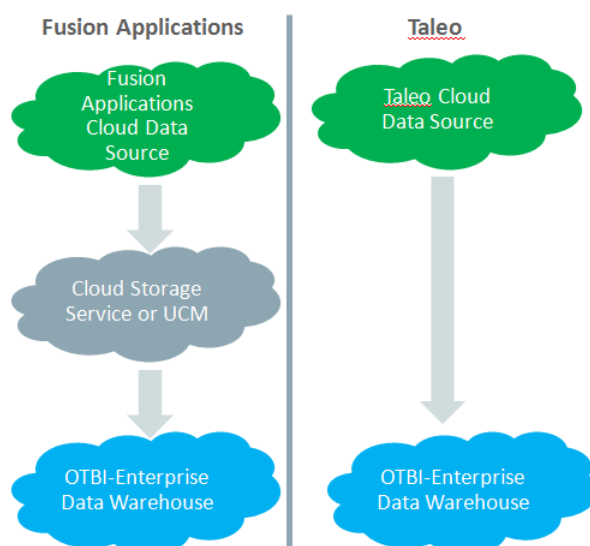 Fusion Applications
Fusion
Applications
Cloud Data
Source
Cloud Storage
Service or UCM
OTBI-Enterprise
Data Warehouse
Taleo
Taleo Cloud
Data Source
OTBI-Enterprise
Data Warehouse